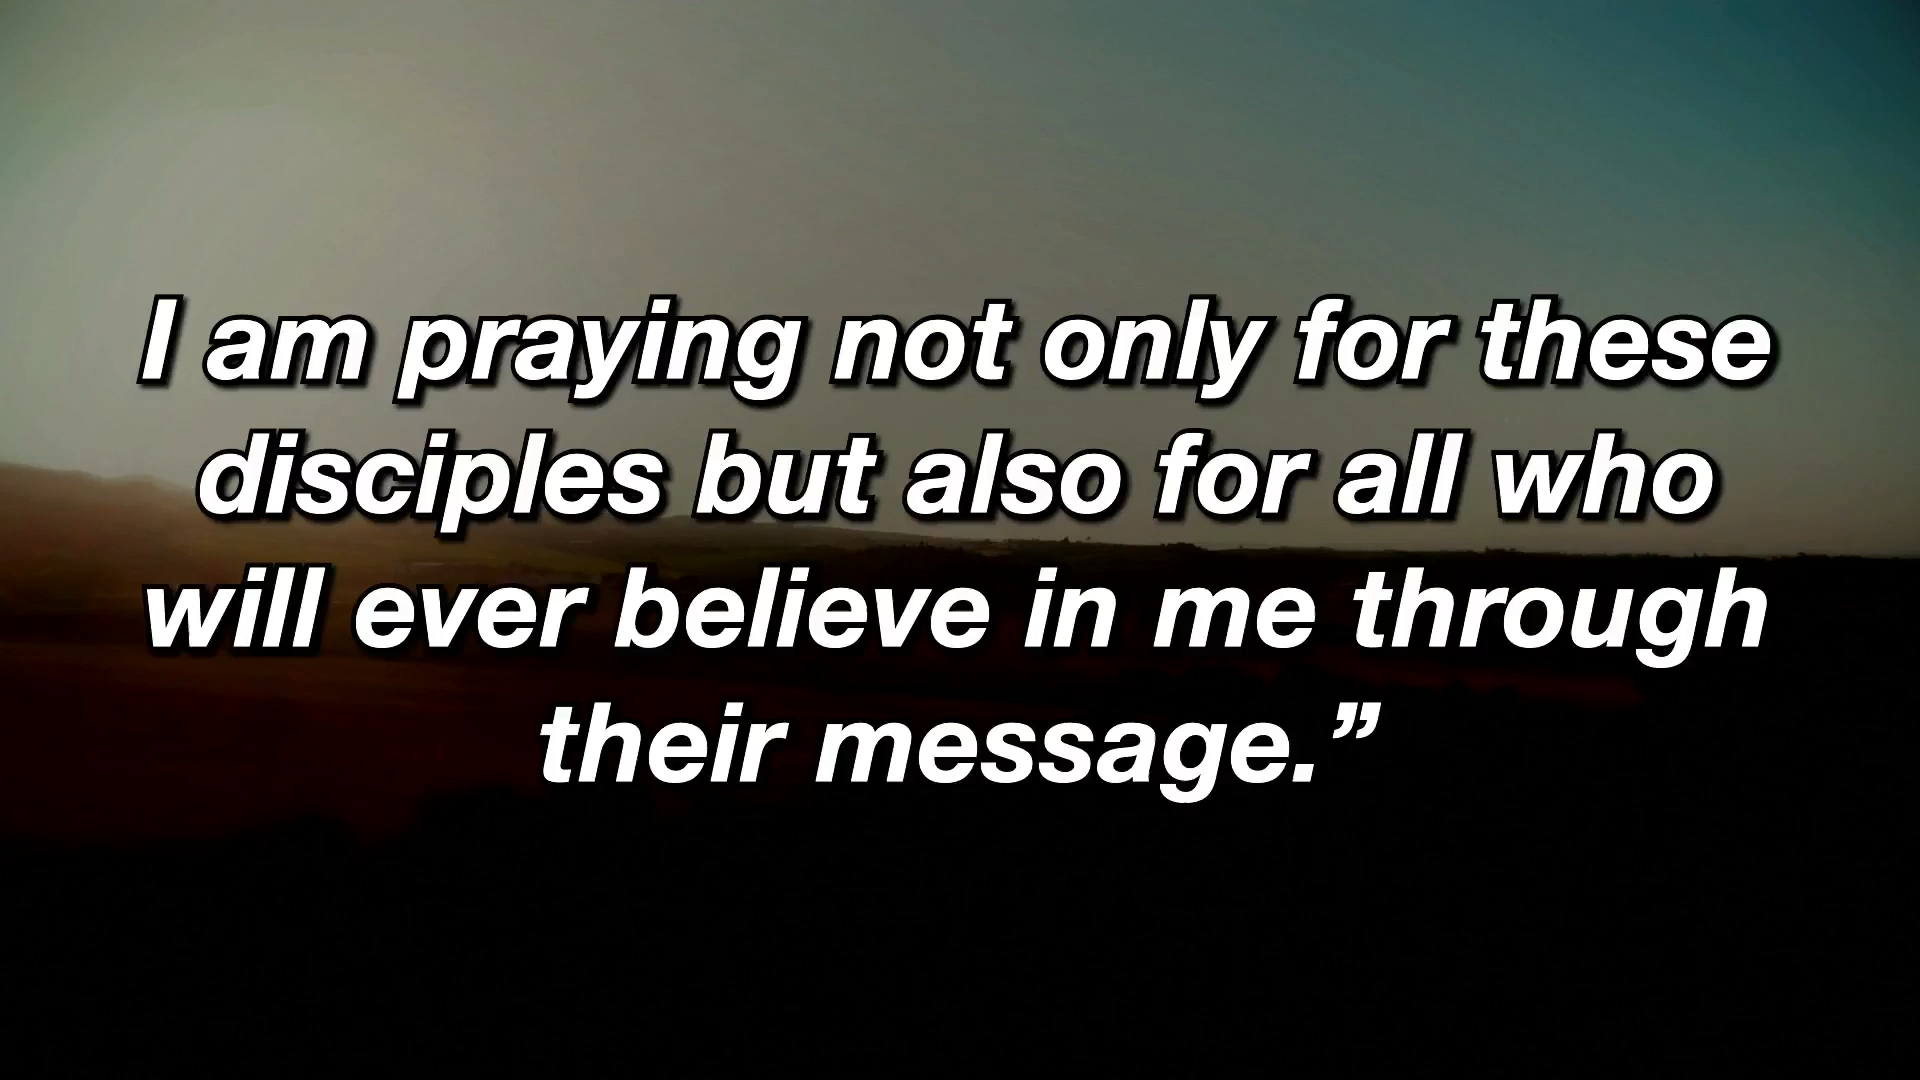 I am praying not only for these
disciples but also for all who
will ever believe in me through
their message.”